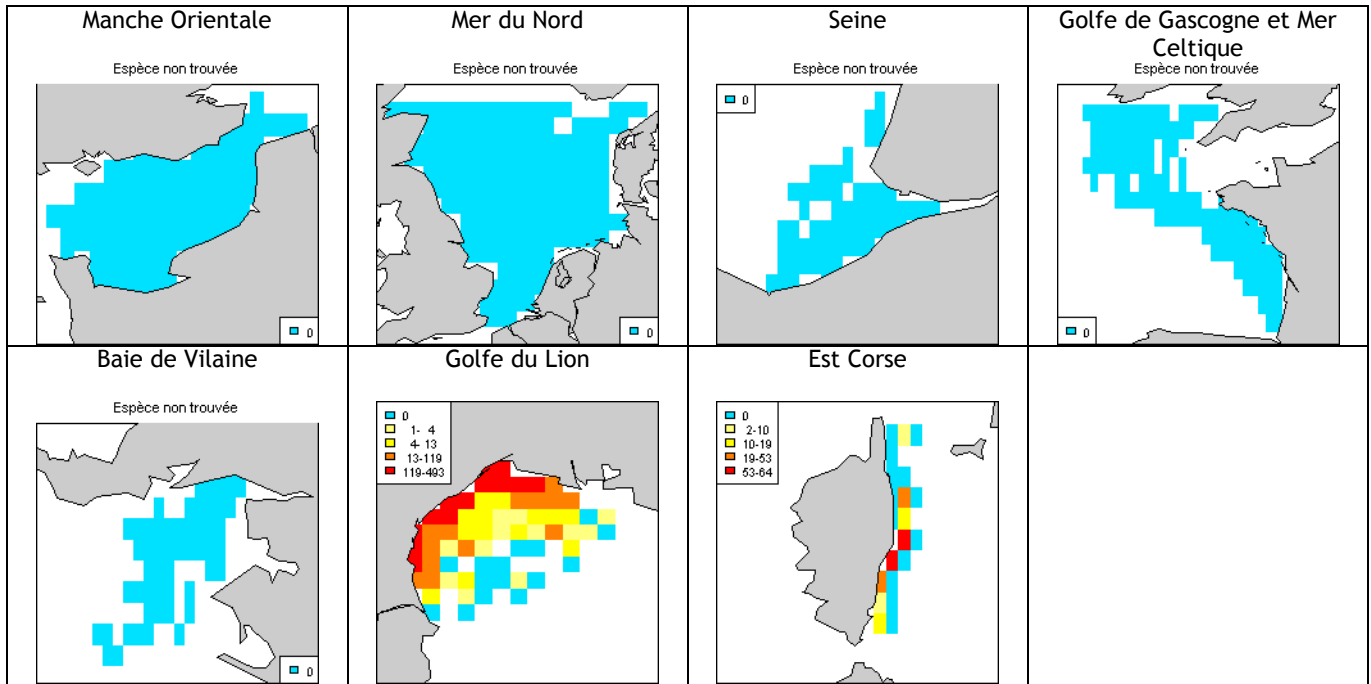 Manche Orientale
Espèce non trouvée
0
Mer du Nord
Espèce non trouvée
0
Seine
Espèce non trouvée
0
Golfe de Gascogne et Mer
Celtique
Espèce non trouvée
0
Baie de Vilaine
Espèce non trouvée
0
Golfe du Lion
0
1- 4
4- 13
13-119
119-493
Est Corse
0
2-10
10-19
19-53
53-64